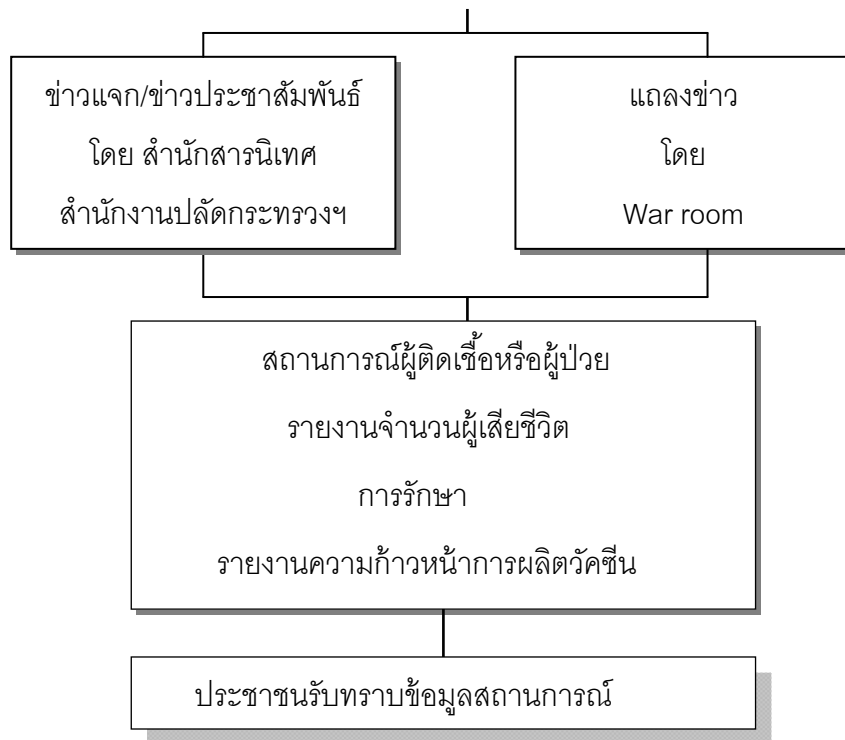 ข่าวแจก/ข่าวประชาสัมพันธ์
โดย สำนักสารนิเทศ
สำนักงานปลัดกระทรวงฯ
แถลงข่าว
โดย
War room
สถานการณ์ผู้ติดเชื้อหรือผู้ป่วย
รายงานจำนวนผู้เสียชีวิต
การรักษา
รายงานความก้าวหน้าการผลิตวัคซีน
ประชาชนรับทราบข้อมูลสถานการณ์